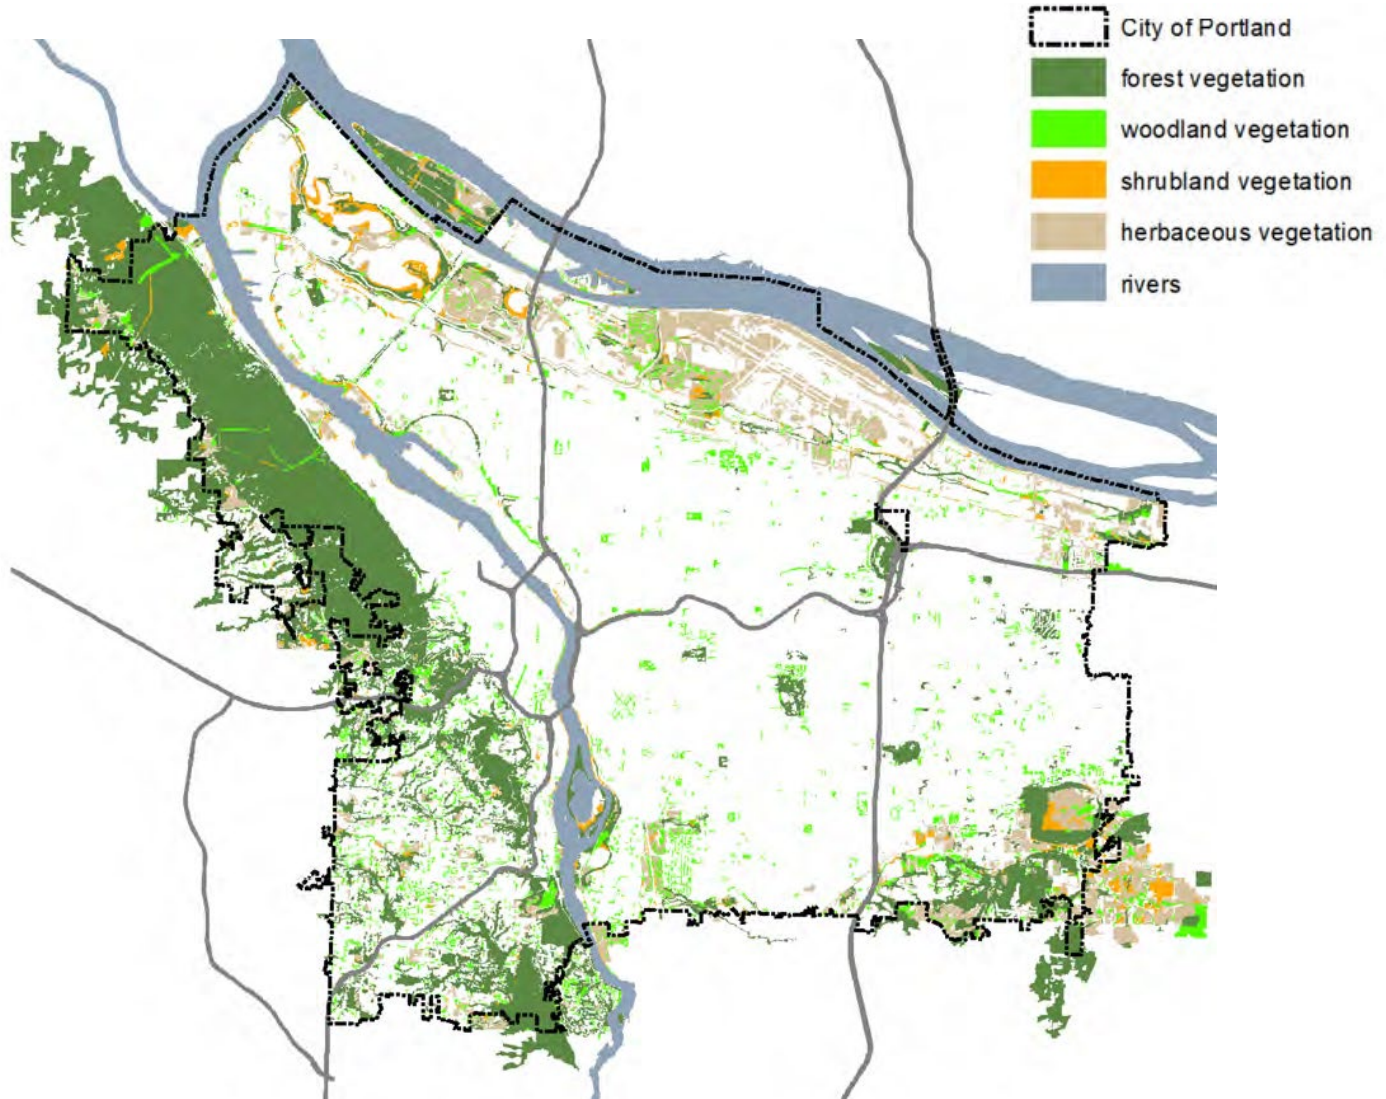 City of Portland
forest vegetation
woodland vegetation
shrubland vegetation
herbaceous vegetation
rivers